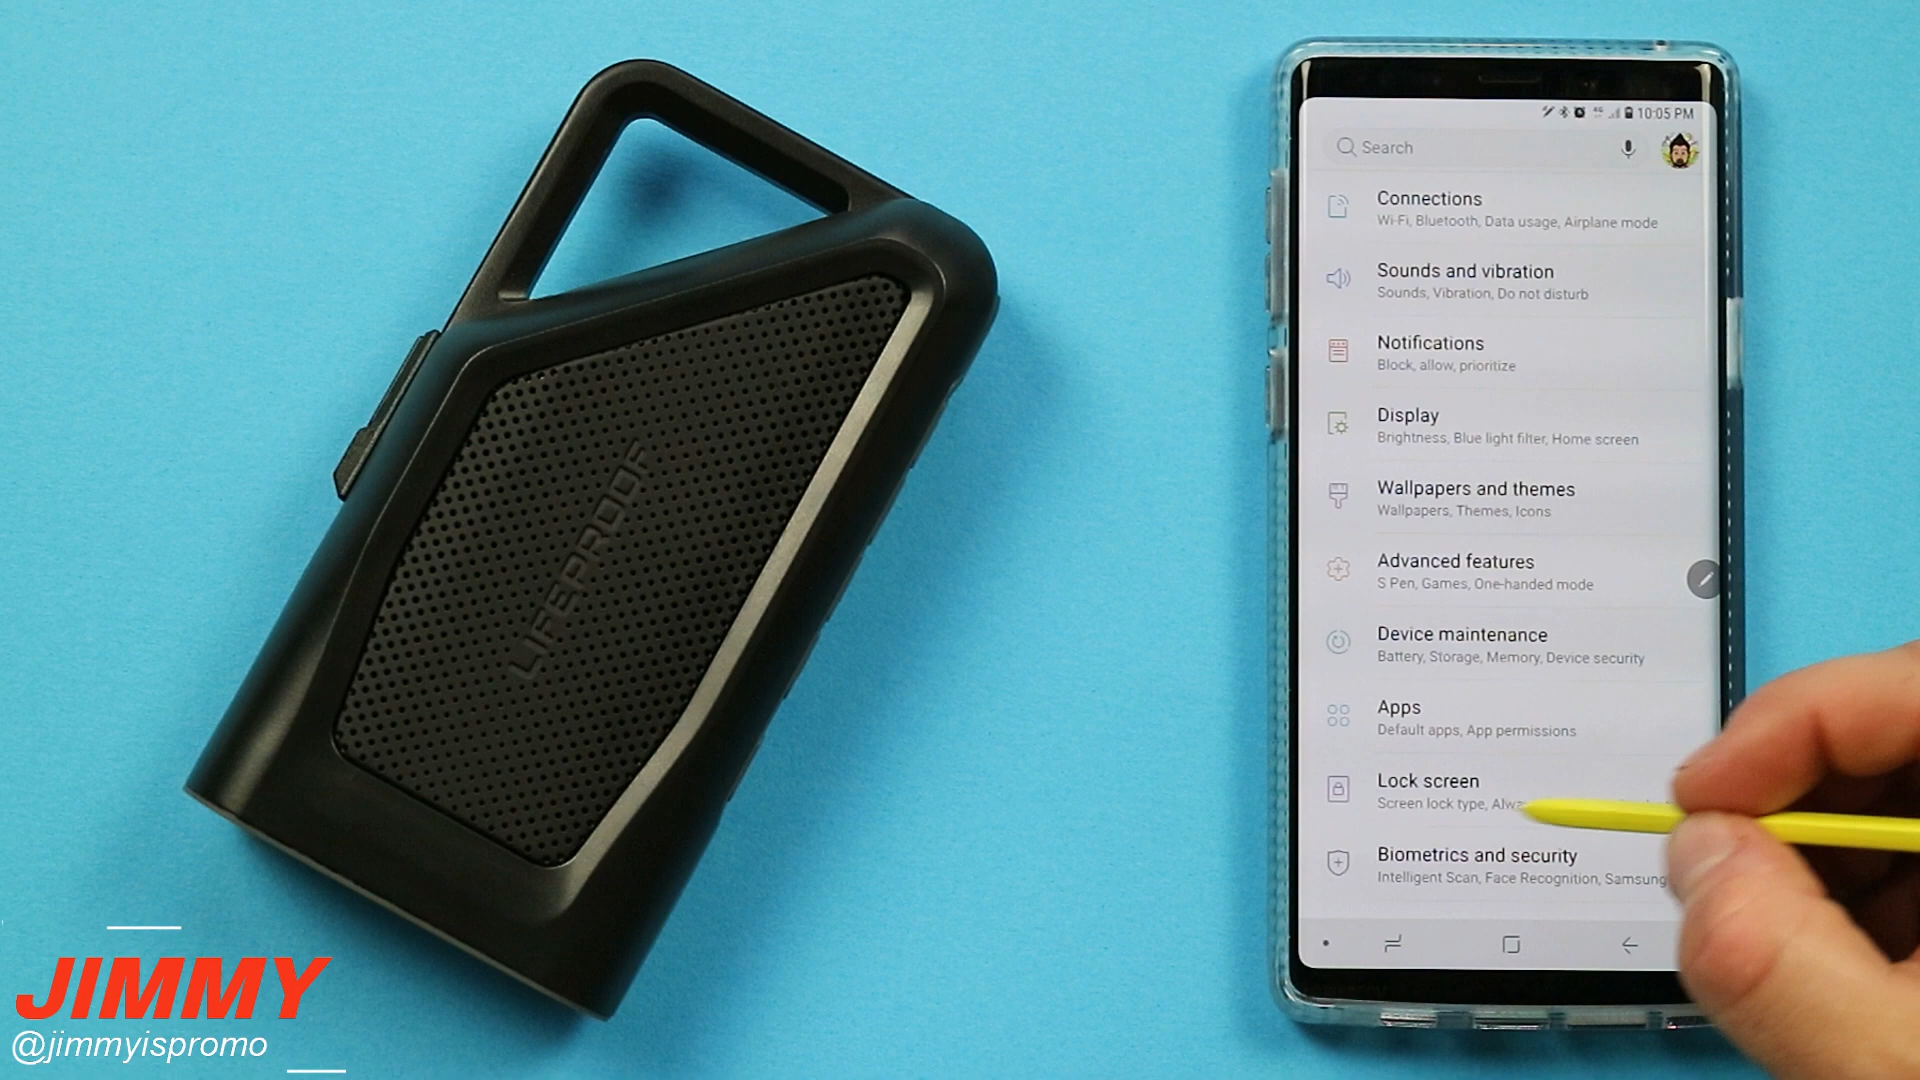 LIFEPROOF
4G 10:05 PM
Search
Connections
Wi-Fi, Bluetooth, Data usage, Airplane mode
Sounds and vibration
Sounds, Vibration, Do not disturb
Notifications
Block, allow, prioritize
Display
Brightness, Blue light filter, Home screen
Wallpapers and themes
Wallpapers, Themes, Icons
Advanced features
S Pen, Games, One-handed mode
Device maintenance
Battery, Storage, Memory, Device security
Apps
Default apps, App permissions
Lock screen
Screen lock type, Alwa
Biometrics and security
Intelligent Scan, Face Recognition, Samsung
JIMMY
@jimmyispromo